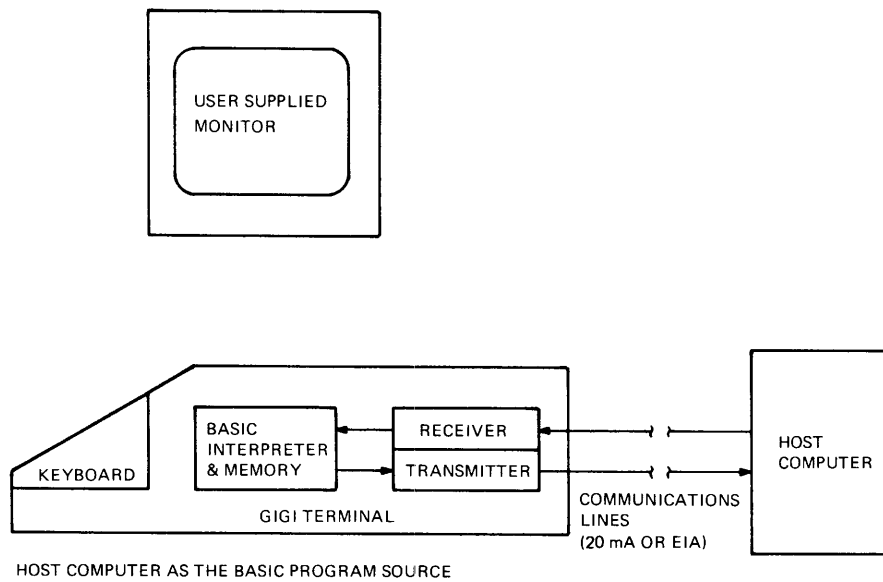 USER SUPPLIED
MONITOR
BASIC
INTERPRETER
& MEMORY
RECEIVER
TRANSMITTER
KEYBOARD
GIGI TERMINAL
HOST
COMPUTER
COMMUNICATIONS
LINES
(20 mA OR EIA)
HOST COMPUTER AS THE BASIC PROGRAM SOURCE